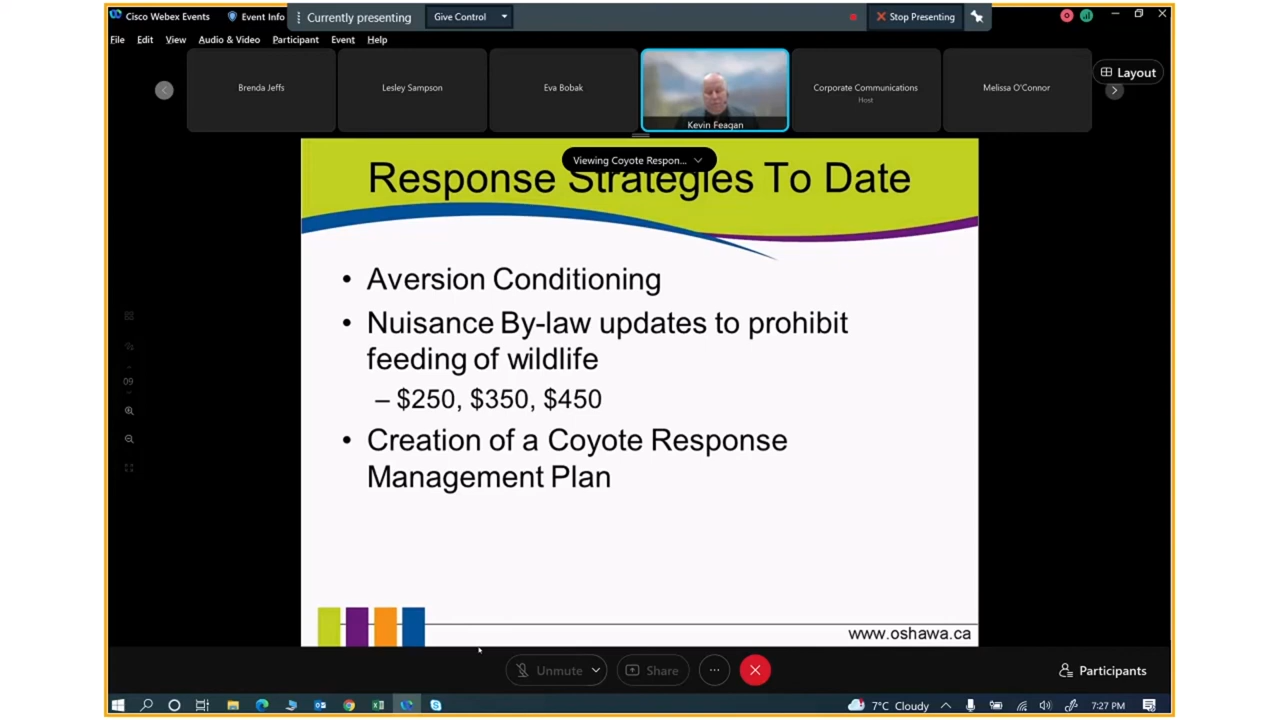 Cisco Webex Events
Event Info
Currently presenting
Give Control
Stop Presenting
File Edit View Audio & Video Participant Event Help
Brenda Jeffs
Lesley Sampson
Eva Bobak
Kevin Feagan
Corporate Communications
Host
Melissa O'Connor
Layout
Viewing Coyote Respon...
Response Strategies To Date
• Aversion Conditioning
• Nuisance By-law updates to prohibit
feeding of wildlife
– $250, $350, $450
• Creation of a Coyote Response
Management Plan
09
www.oshawa.ca
Unmute
Share
Participants
7°C Cloudy
7:27 PM